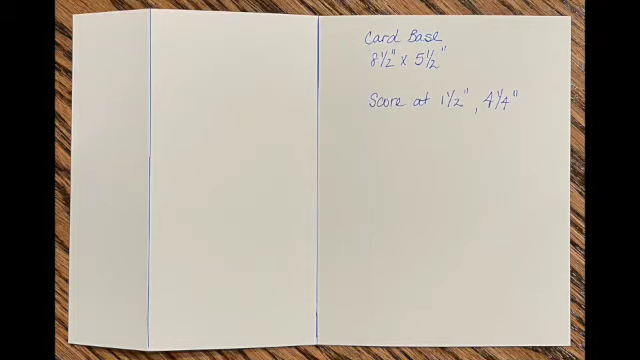 Card Base
8 1/2" x 5 1/2"
Score at 1 1/2", 4 1/4"